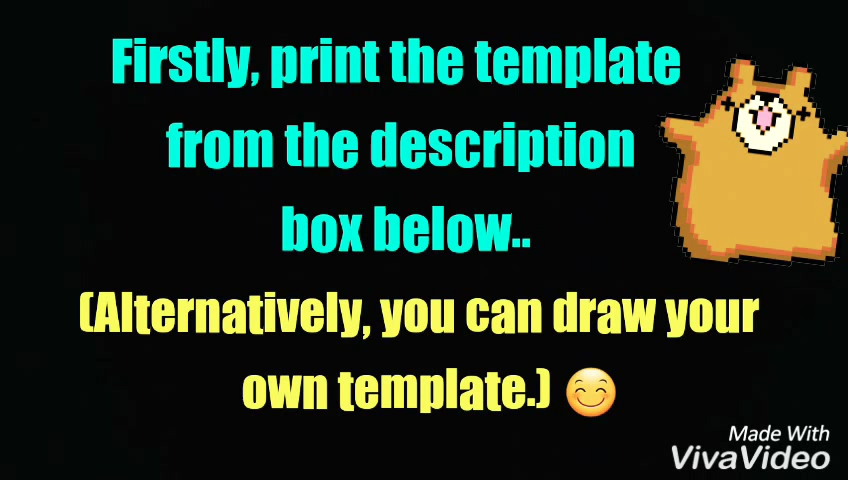 Firstly, print the template
from the description
box below..
(Alternatively, you can draw your
own template.) 😊
Made With
VivaVideo